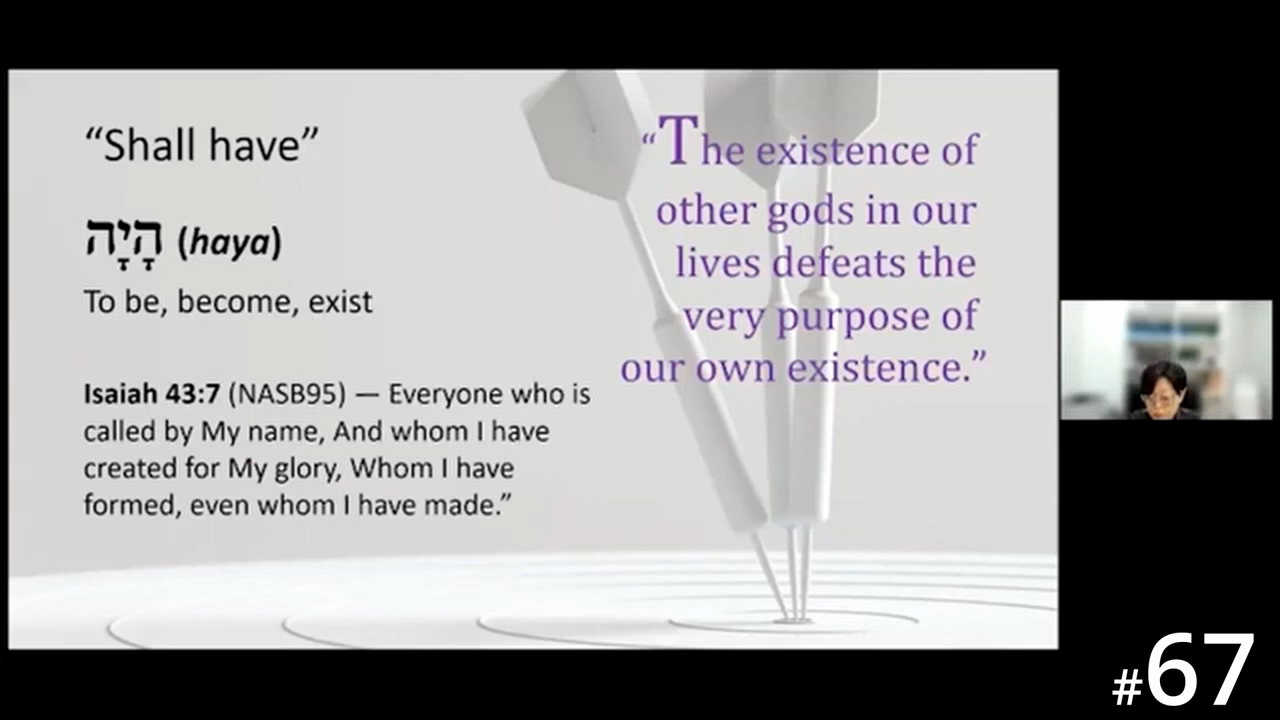 “Shall have”
הָיָה (haya)
To be, become, exist
Isaiah 43:7 (NASB95) — Everyone who is
called by My name, And whom I have
created for My glory, Whom I have
formed, even whom I have made.”
“The existence of
other gods in our
lives defeats the
very purpose of
our own existence.”
#67